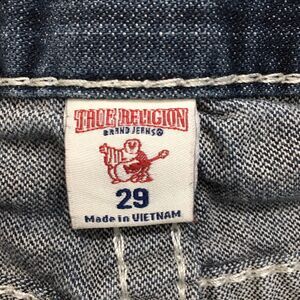 TRUE RELIGION
BRAND JEANS®
29
Made in VIETNAM